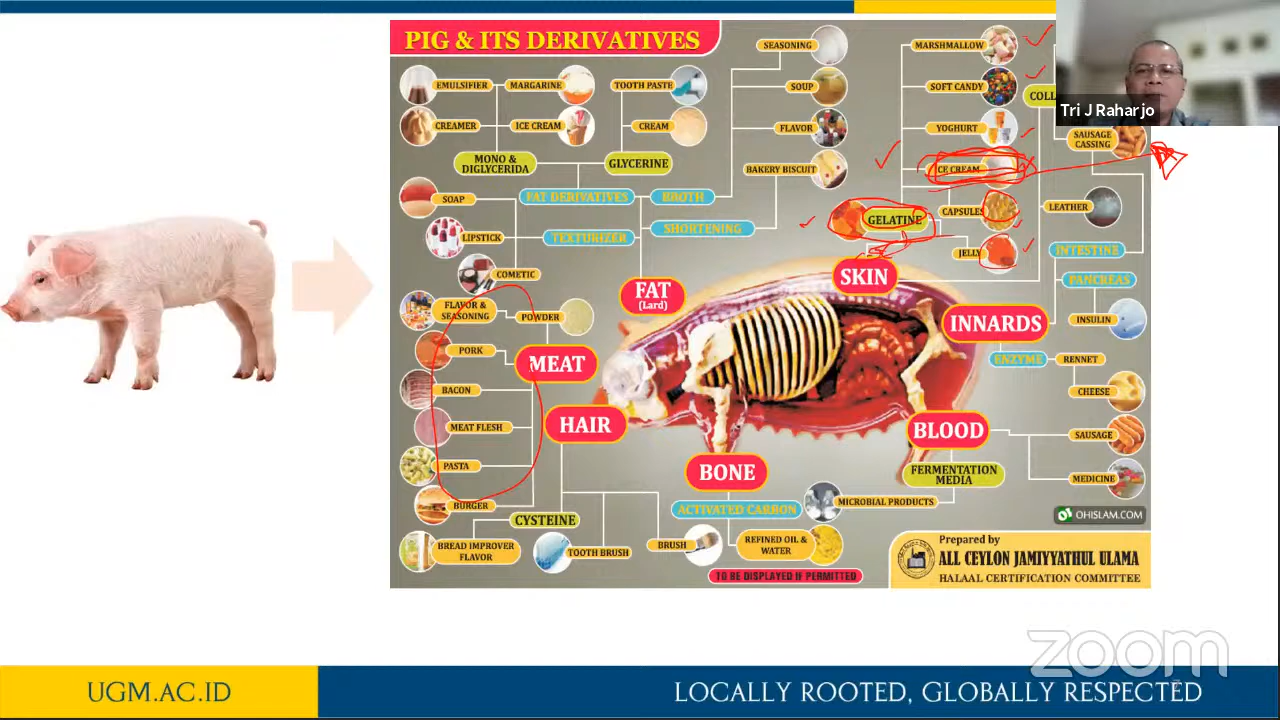 PIG & ITS DERIVATIVES
EMULSIFIER
MARGARINE
TOOTH PASTE
CREAMER
ICE CREAM
CREAM
MONO &
DIGLYCERIDA
GLYCERINE
FAT DERIVATIVES
BROTH
SEASONING
SOUP
FLAVOR
BAKERY BISCUIT
SHORTENING
SOAP
LIPSTICK
TEXTURIZER
COMETIC
MARSHMALLOW
SOFT CANDY
YOGHURT
ICE CREAM
GELATINE
CAPSULES
JELLY
COLL
Tri J Raharjo
SAUSAGE
CASSING
LEATHER
INTESTINE
PANCREAS
INSULIN
FAT
(Lard)
SKIN
INNARDS
ENZYME
RENNET
CHEESE
FLAVOR &
SEASONING
POWDER
PORK
MEAT
BACON
MEAT FLESH
PASTA
BURGER
HAIR
BONE
BLOOD
SAUSAGE
FERMENTATION
MEDIA
MEDICINE
MICROBIAL PRODUCTS
ACTIVATED CARBON
CYSTEINE
BREAD IMPROVER
FLAVOR
TOOTH BRUSH
BRUSH
REFINED OIL &
WATER
TO BE DISPLAYED IF PERMITTED
OHISLAM.COM
Prepared by
ALL CEYLON JAMIYYATHUL ULAMA
HALAAL CERTIFICATION COMMITTEE
zoom
UGM.AC.ID
LOCALLY ROOTED, GLOBALLY RESPECTED